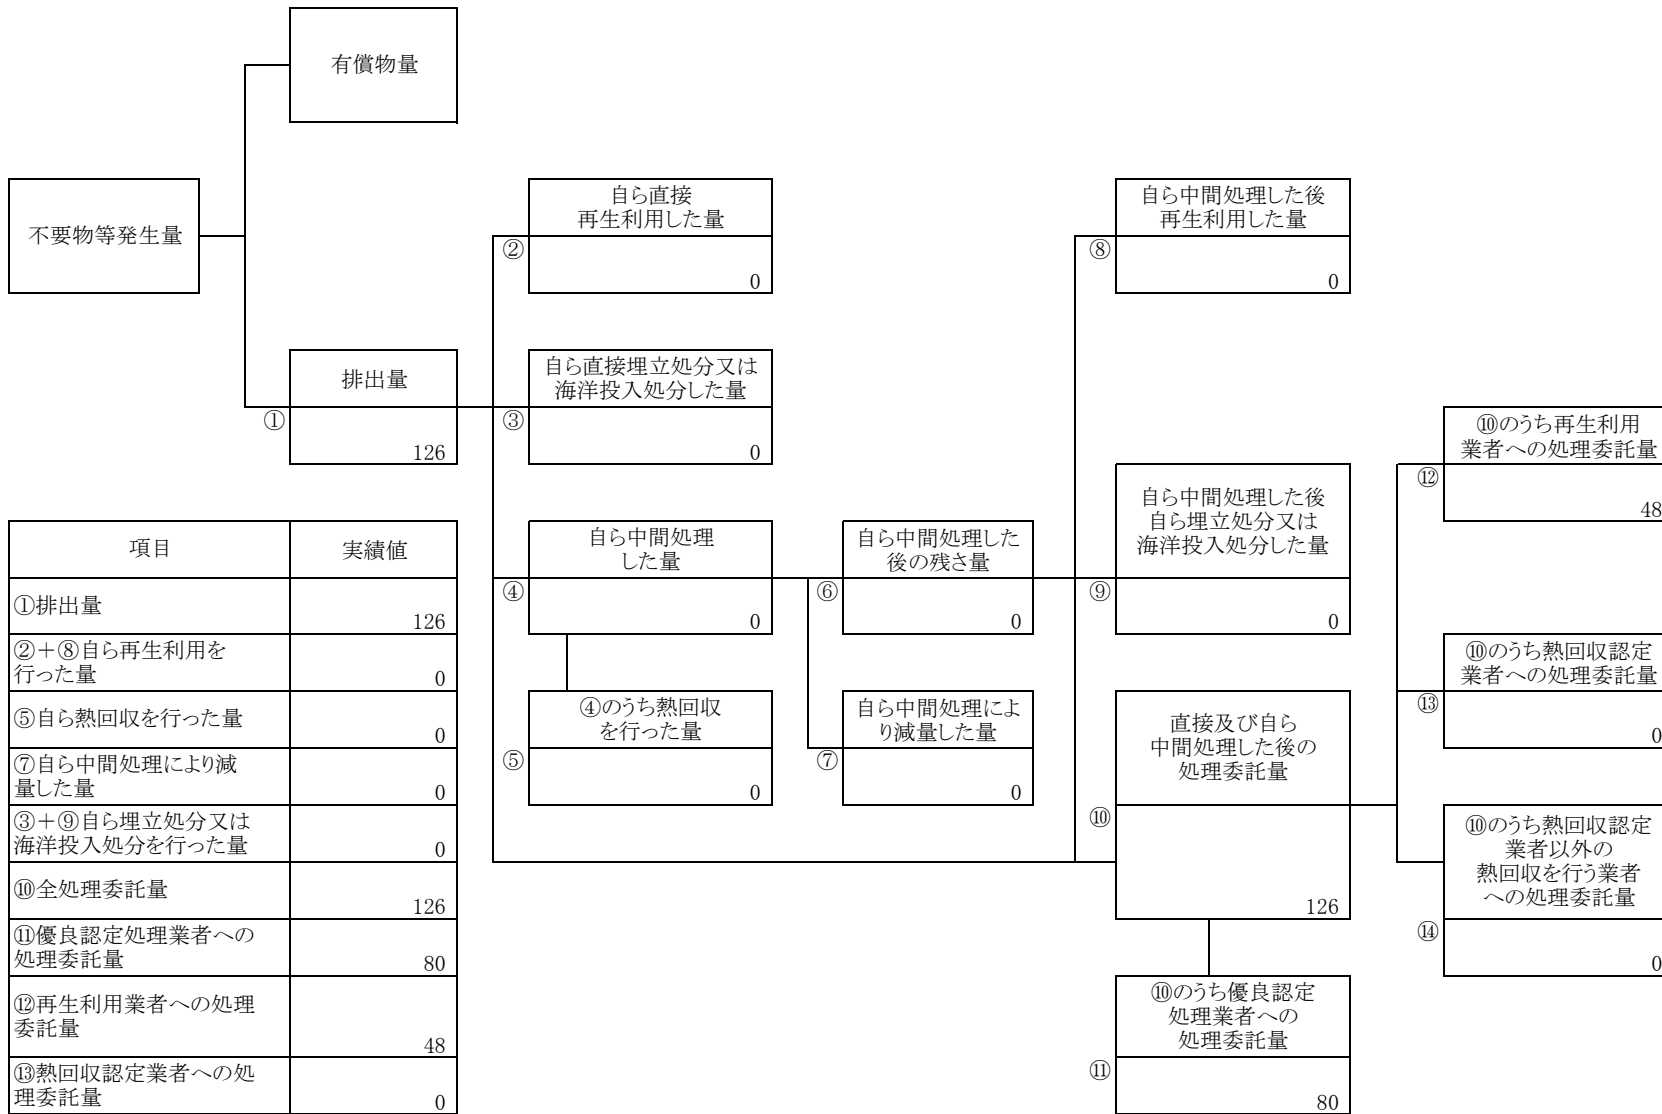 有償物量
不要物等発生量
自ら直接
再生利用した量
②
0
自ら中間処理した後
再生利用した量
⑧
0
排出量
①
126
自ら直接埋立処分又は
海洋投入処分した量
③
0
⑩のうち再生利用
業者への処理委託量
⑫
48
自ら中間処理
した量
④
0
自ら中間処理した
後の残さ量
⑥
0
自ら中間処理した後
自ら埋立処分又は
海洋投入処分した量
⑨
0
⑩のうち熱回収認定
業者への処理委託量
⑬
0
④のうち熱回収
を行った量
⑤
0
自ら中間処理によ
り減量した量
⑦
0
直接及び自ら
中間処理した後の
処理委託量
⑩
126
⑩のうち熱回収認定
業者以外の
熱回収を行う業者
への処理委託量
⑭
0
⑩のうち優良認定
処理業者への
処理委託量
⑪
80
項目 実績値
①排出量 126
②+⑧自ら再生利用を
行った量 0
⑤自ら熱回収を行った量 0
⑦自ら中間処理により減
量した量 0
③+⑨自ら埋立処分又は
海洋投入処分を行った量 0
⑩全処理委託量 126
⑪優良認定処理業者への
処理委託量 80
⑫再生利用業者への処理
委託量 48
⑬熱回収認定業者への処
理委託量 0